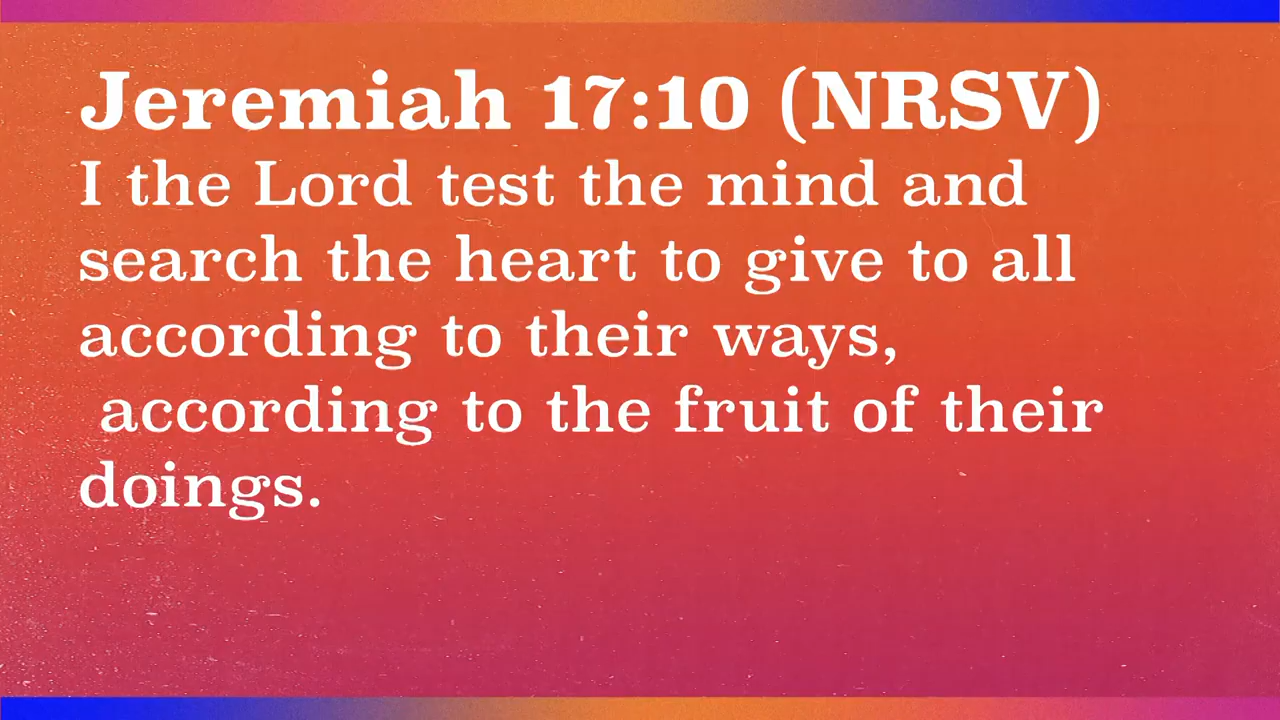 Jeremiah 17:10 (NRSV)
I the Lord test the mind and
search the heart to give to all
according to their ways,
according to the fruit of their
doings.